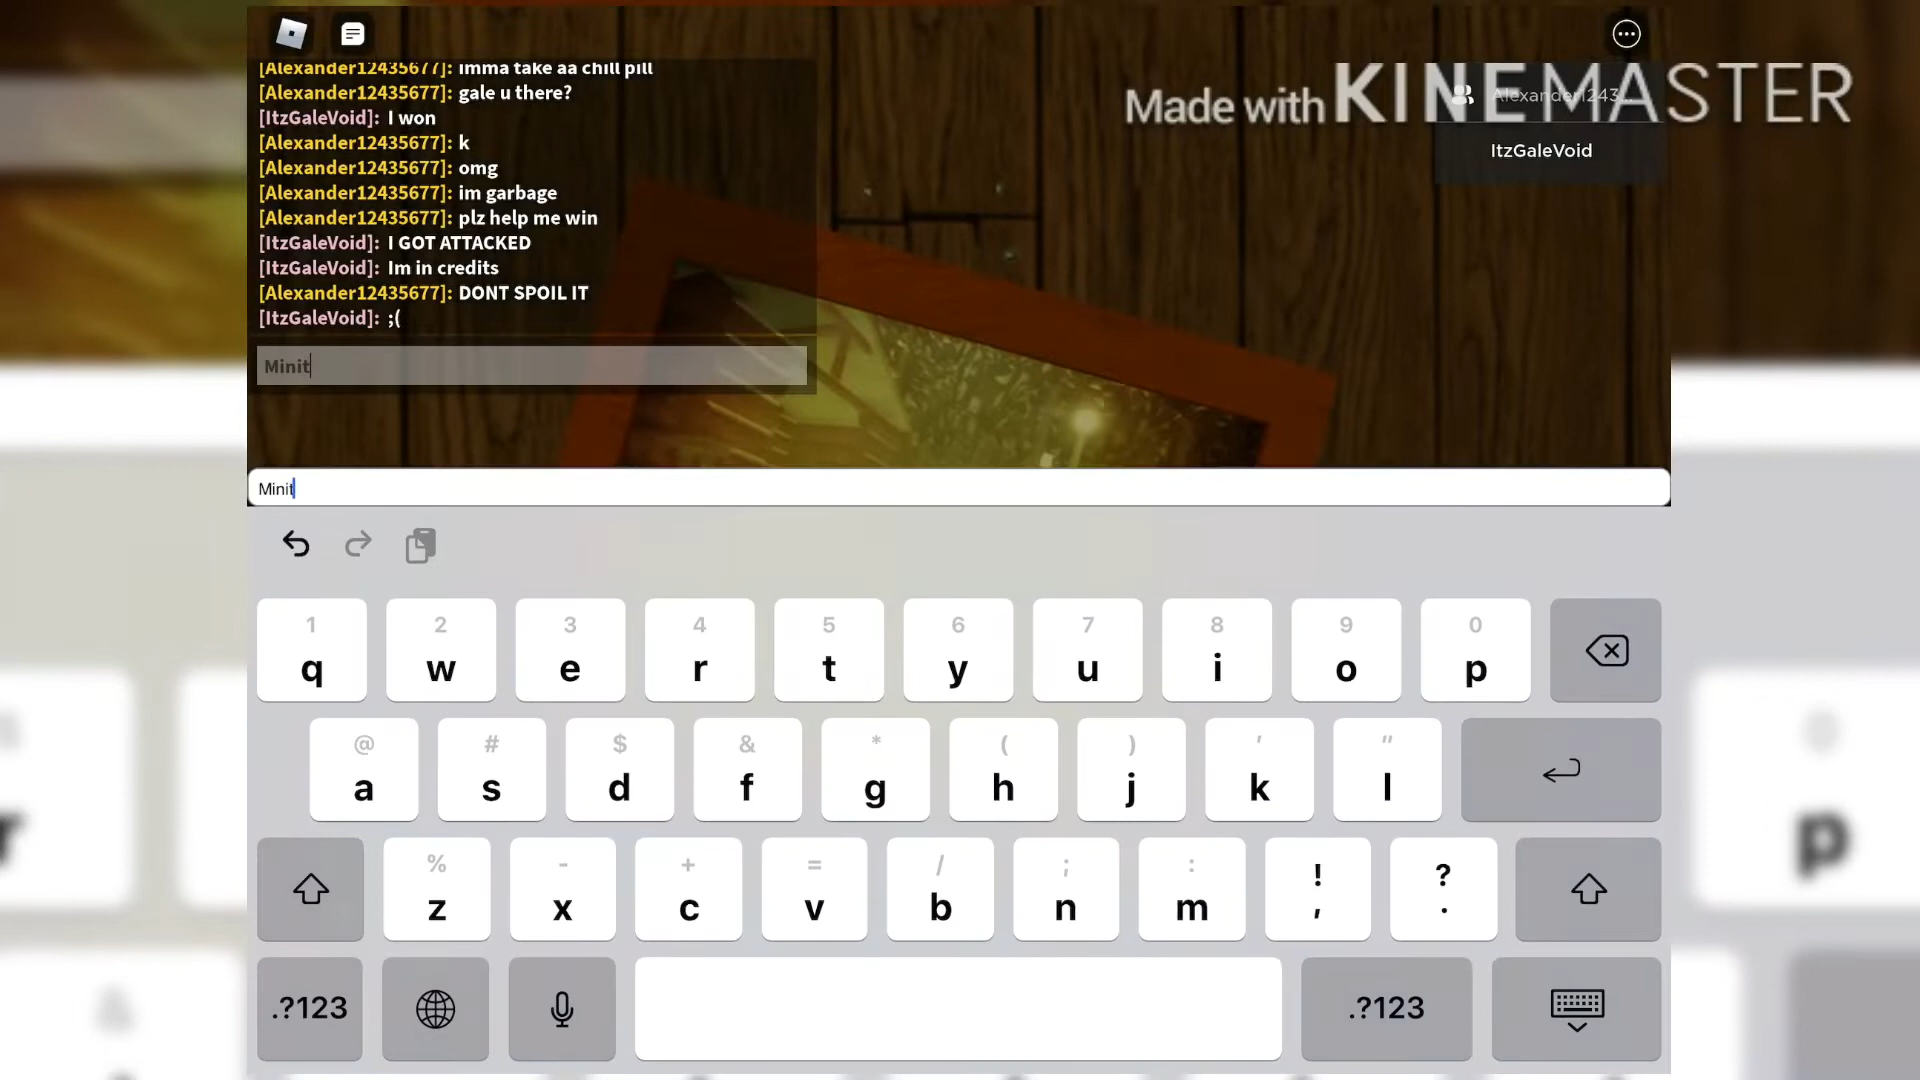 [Alexander12435677]: imma take aa chill pill
[Alexander12435677]: gale u there?
[ItzGaleVoid]: I won
[Alexander12435677]: k
[Alexander12435677]: omg
[Alexander12435677]: im garbage
[Alexander12435677]: plz help me win
[ItzGaleVoid]: I GOT ATTACKED
[ItzGaleVoid]: Im in credits
[Alexander12435677]: DONT SPOIL IT
[ItzGaleVoid]: ;(
Minit
Made with KINEMASTER
Alexander1243...
ItzGaleVoid
Minit
1 2 3 4 5 6 7 8 9 0
q w e r t y u i o p
@ # $ & * ( ) ' "
a s d f g h j k l
% - + = / ; : ! ?
z x c v b n m , .
.?123 .?123
r
p